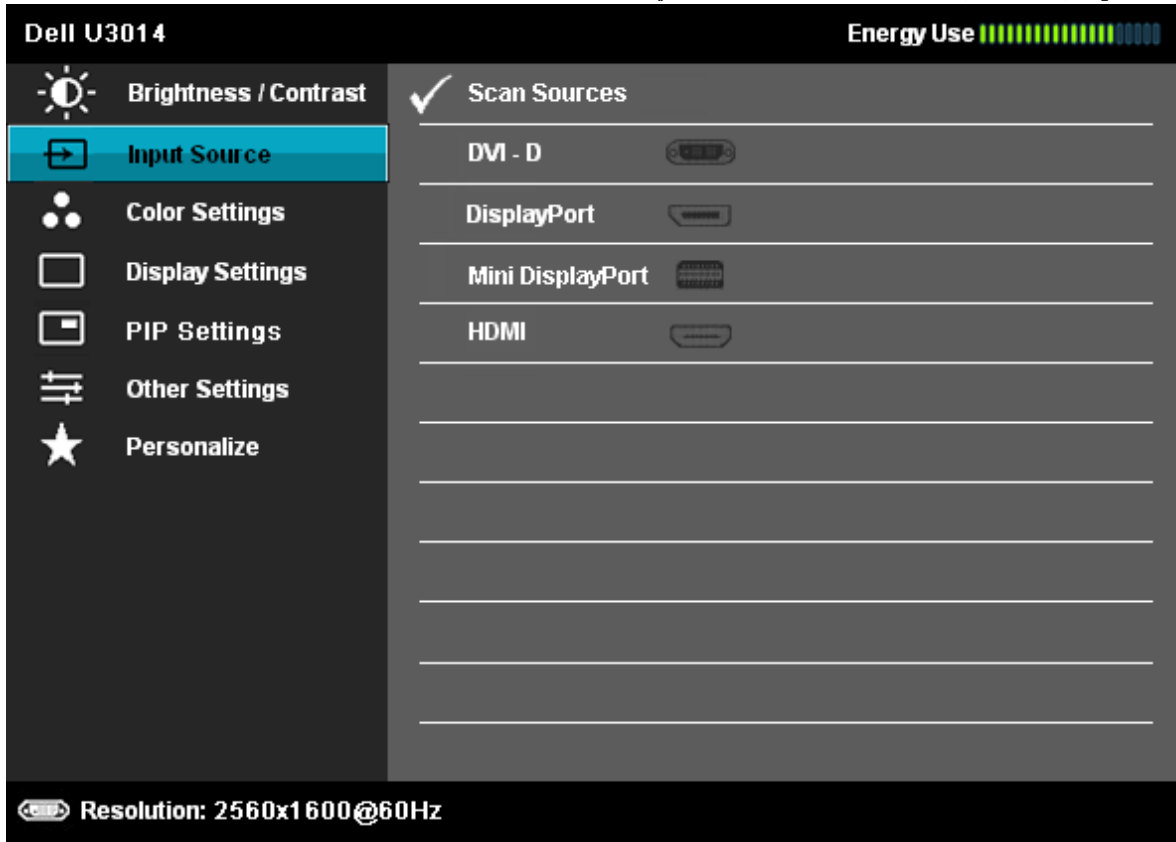 Dell U3014
Energy Use
Brightness / Contrast
Input Source
Color Settings
Display Settings
PIP Settings
Other Settings
Personalize
Scan Sources
DVI - D
DisplayPort
Mini DisplayPort
HDMI
Resolution: 2560x1600@60Hz